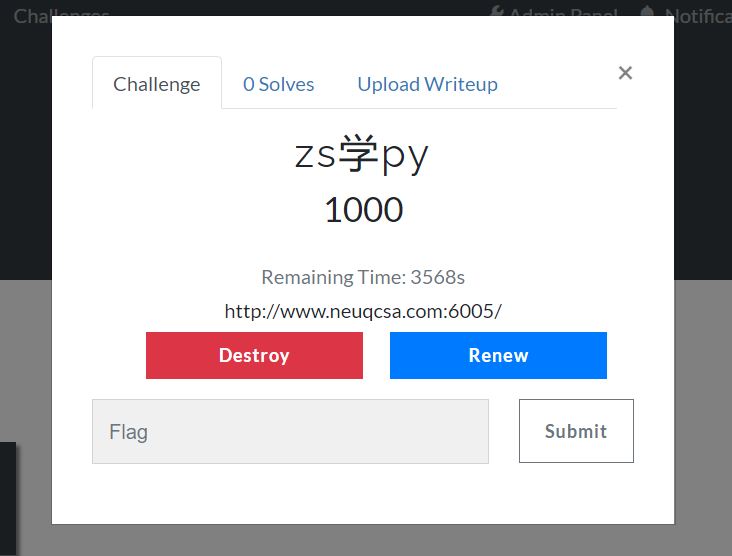 Challenges Admin Panel Notifica
Challenge 0 Solves Upload Writeup ×
zs学py
1000
Remaining Time: 3568s
http://www.neuqcsa.com:6005/
Destroy Renew
Flag Submit